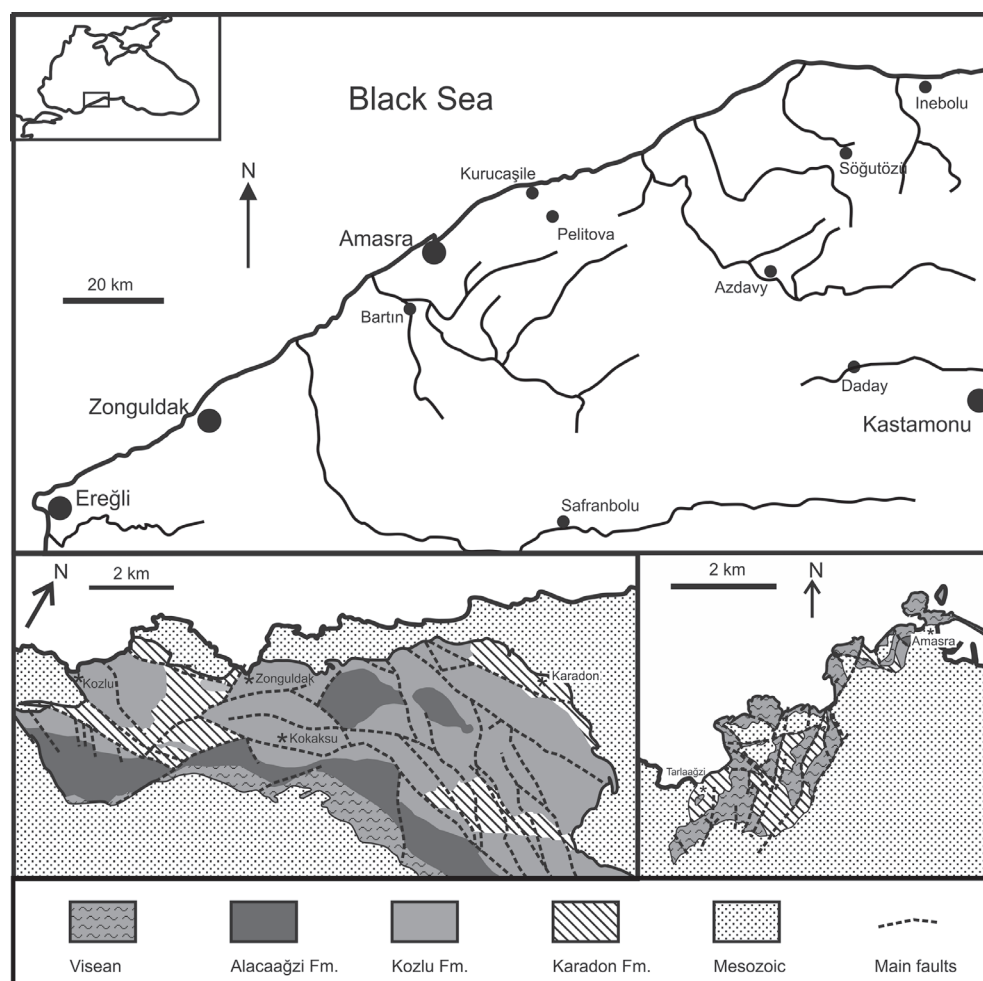 Black Sea
N
20 km
Inebolu
Söğütözü
Kurucaşile
Pelitova
Amasra
Azdavy
Bartın
Daday
Kastamonu
Zonguldak
Ereğli
Safranbolu
N
2 km
Kozlu
Zonguldak
Karadon
Kokaksu
2 km
N
Amasra
Tarlaağzi
Visean
Alacaağzi Fm.
Kozlu Fm.
Karadon Fm.
Mesozoic
Main faults